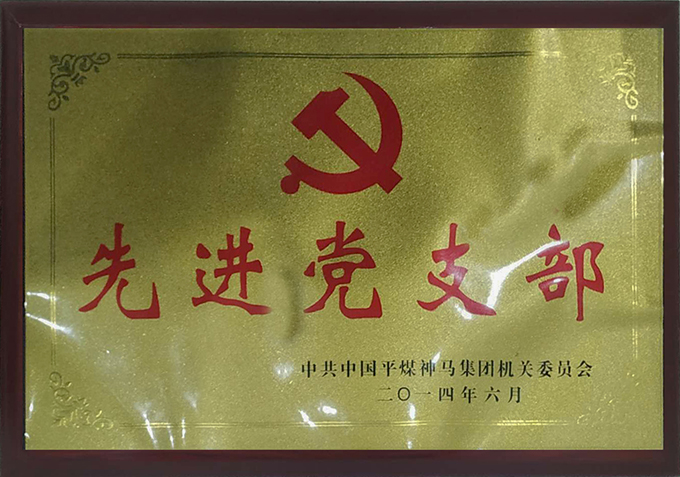 先进党支部
中共中国平煤神马集团机关委员会
二〇一四年六月